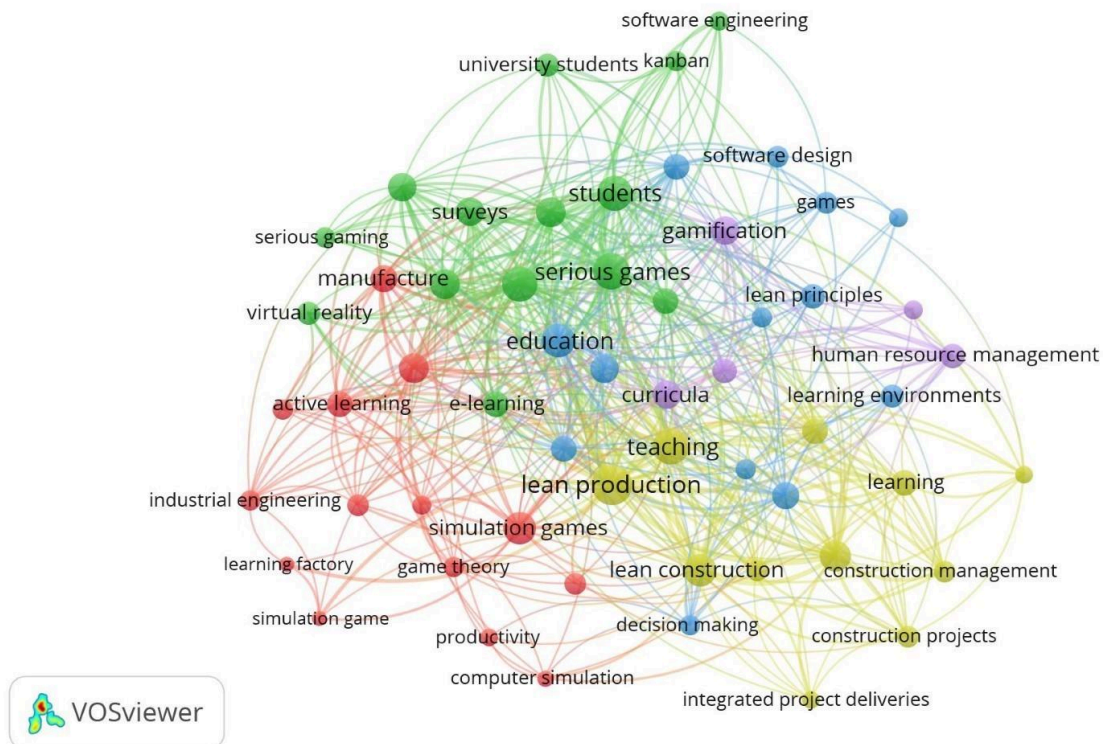 software engineering
university students
kanban
software design
students
surveys
games
serious gaming
gamification
manufacture
serious games
virtual reality
lean principles
education
human resource management
active learning
e-learning
curricula
learning environments
teaching
lean production
learning
industrial engineering
simulation games
learning factory
game theory
lean construction
construction management
simulation game
productivity
decision making
construction projects
computer simulation
integrated project deliveries
VOSviewer